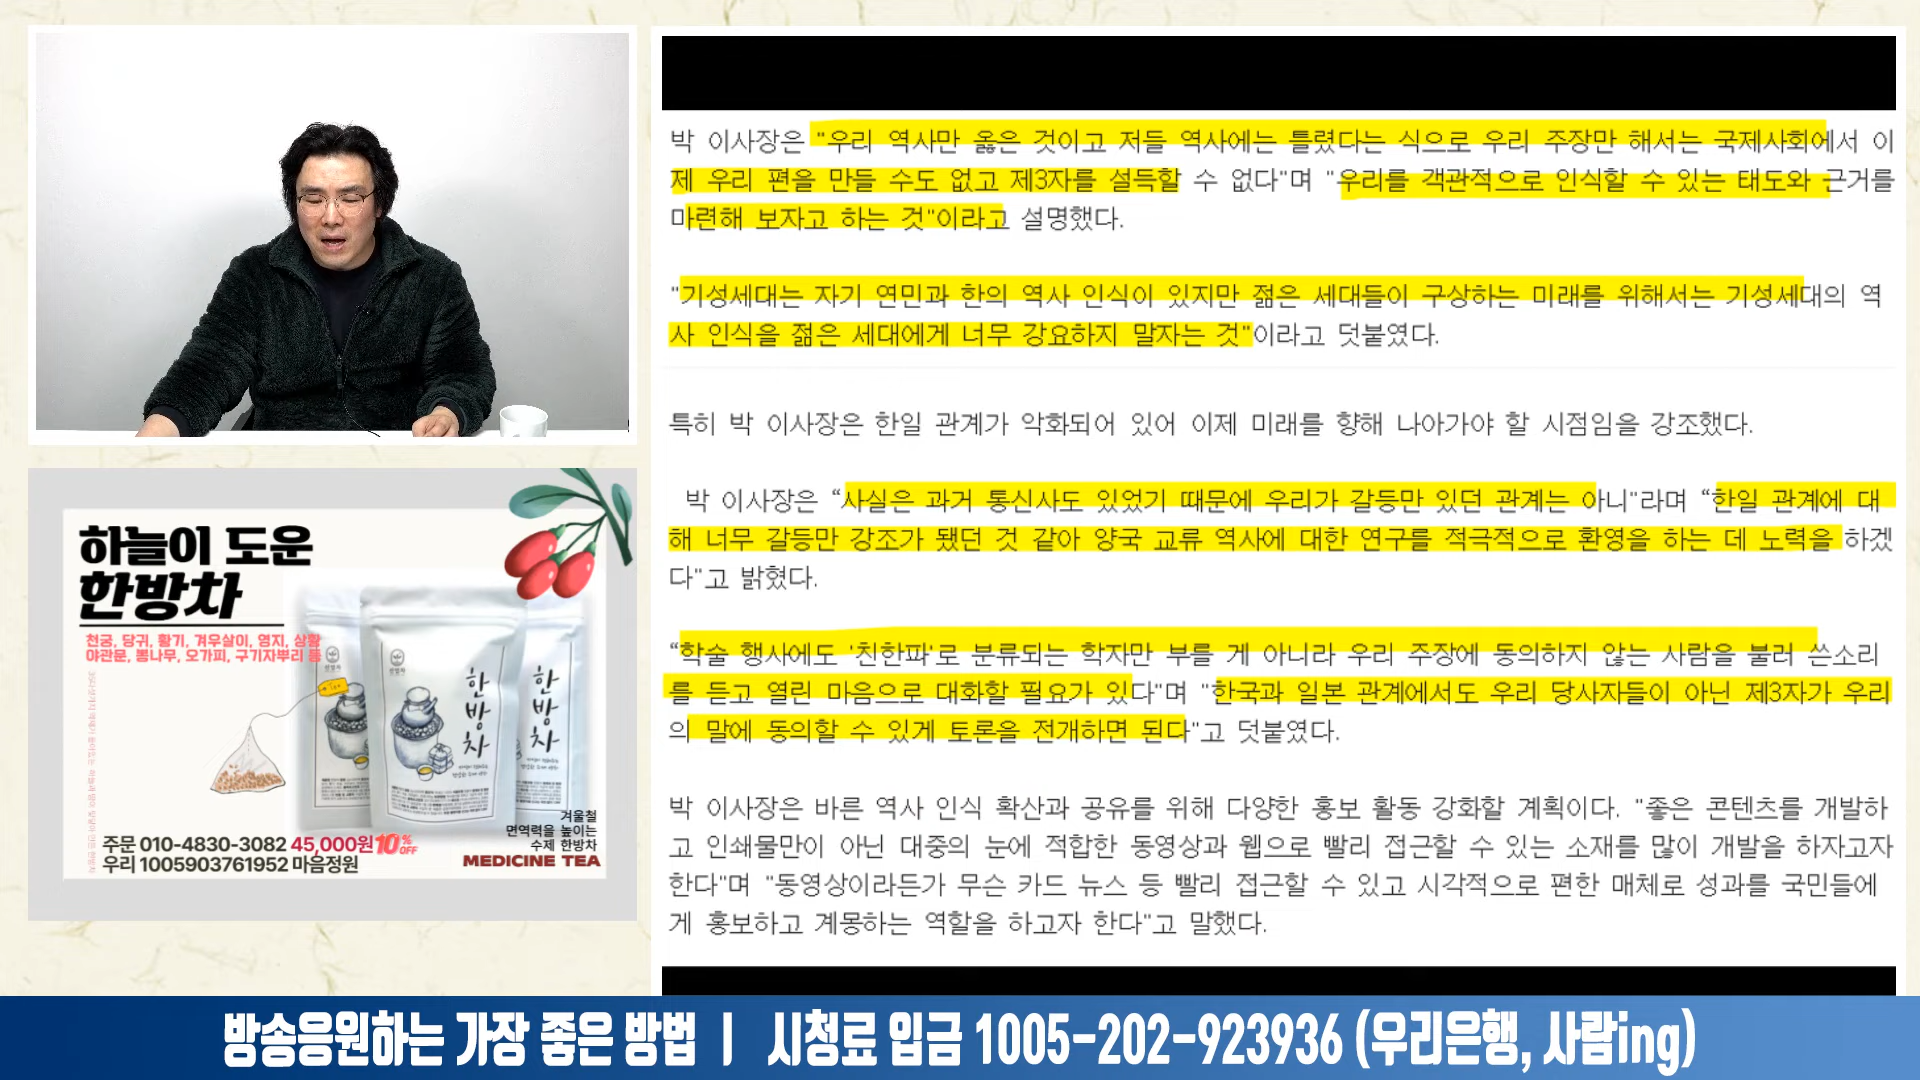 박 이사장은 "우리 역사만 옳은 것이고 저들 역사에는 틀렸다는 식으로 우리 주장만 해서는 국제사회에서 이
제 우리 편을 만들 수도 없고 제3자를 설득할 수 없다"며 "우리를 객관적으로 인식할 수 있는 태도와 근거를
마련해 보자고 하는 것"이라고 설명했다.
"기성세대는 자기 연민과 한의 역사 인식이 있지만 젊은 세대들이 구상하는 미래를 위해서는 기성세대의 역
사 인식을 젊은 세대에게 너무 강요하지 말자는 것"이라고 덧붙였다.
특히 박 이사장은 한일 관계가 악화되어 있어 이제 미래를 향해 나아가야 할 시점임을 강조했다.
박 이사장은 “사실은 과거 통신사도 있었기 때문에 우리가 갈등만 있던 관계는 아니"라며 “한일 관계에 대
해 너무 갈등만 강조가 됐던 것 같아 양국 교류 역사에 대한 연구를 적극적으로 환영을 하는 데 노력을 하겠
다"고 밝혔다.
“학술 행사에도 '친한파'로 분류되는 학자만 부를 게 아니라 우리 주장에 동의하지 않는 사람을 불러 쓴소리
를 듣고 열린 마음으로 대화할 필요가 있다"며 "한국과 일본 관계에서도 우리 당사자들이 아닌 제3자가 우리
의 말에 동의할 수 있게 토론을 전개하면 된다"고 덧붙였다.
박 이사장은 바른 역사 인식 확산과 공유를 위해 다양한 홍보 활동 강화할 계획이다. "좋은 콘텐츠를 개발하
고 인쇄물만이 아닌 대중의 눈에 적합한 동영상과 웹으로 빨리 접근할 수 있는 소재를 많이 개발을 하자고자
한다"며 "동영상이라든가 무슨 카드 뉴스 등 빨리 접근할 수 있고 시각적으로 편한 매체로 성과를 국민들에
게 홍보하고 계몽하는 역할을 하고자 한다"고 말했다.
하늘이 도운
한방차
천궁, 당귀, 황기, 겨우살이, 영지, 상황
야관문, 뽕나무, 오가피, 구기자뿌리 등
한방차
한방차
겨울철
면역력을 높이는
수제 한방차
MEDICINE TEA
주문 010-4830-3082 45,000원 10% OFF
우리 1005903761952 마음정원
방송응원하는 가장 좋은 방법 ㅣ 시청료 입금 1005-202-923936 (우리은행, 사람ing)